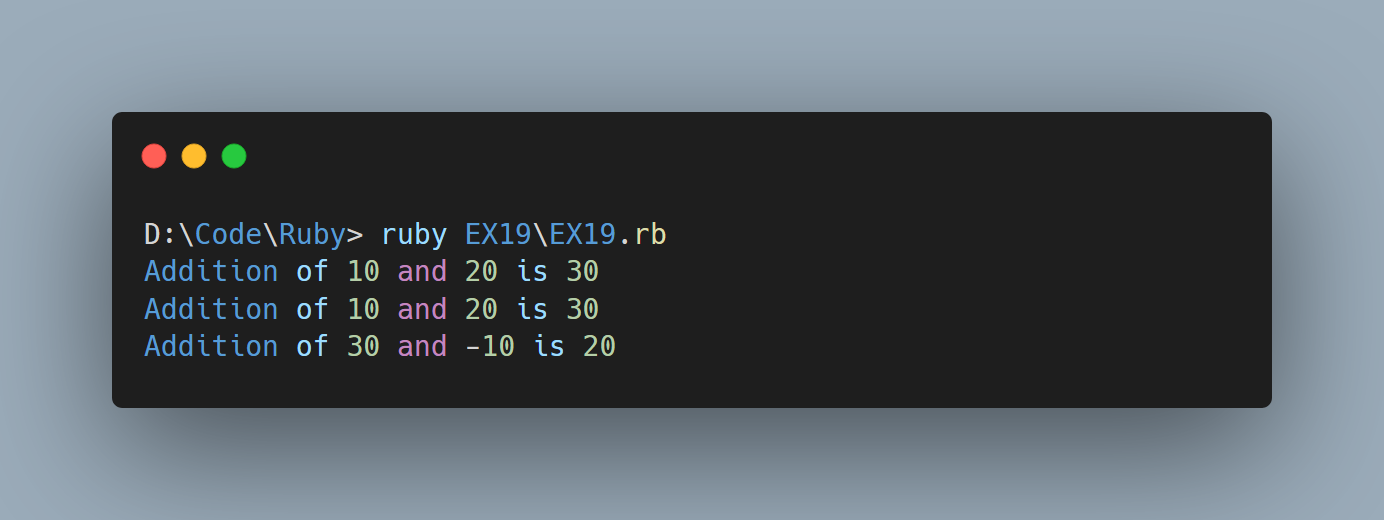 D:\Code\Ruby> ruby EX19\EX19.rb
Addition of 10 and 20 is 30
Addition of 10 and 20 is 30
Addition of 30 and -10 is 20